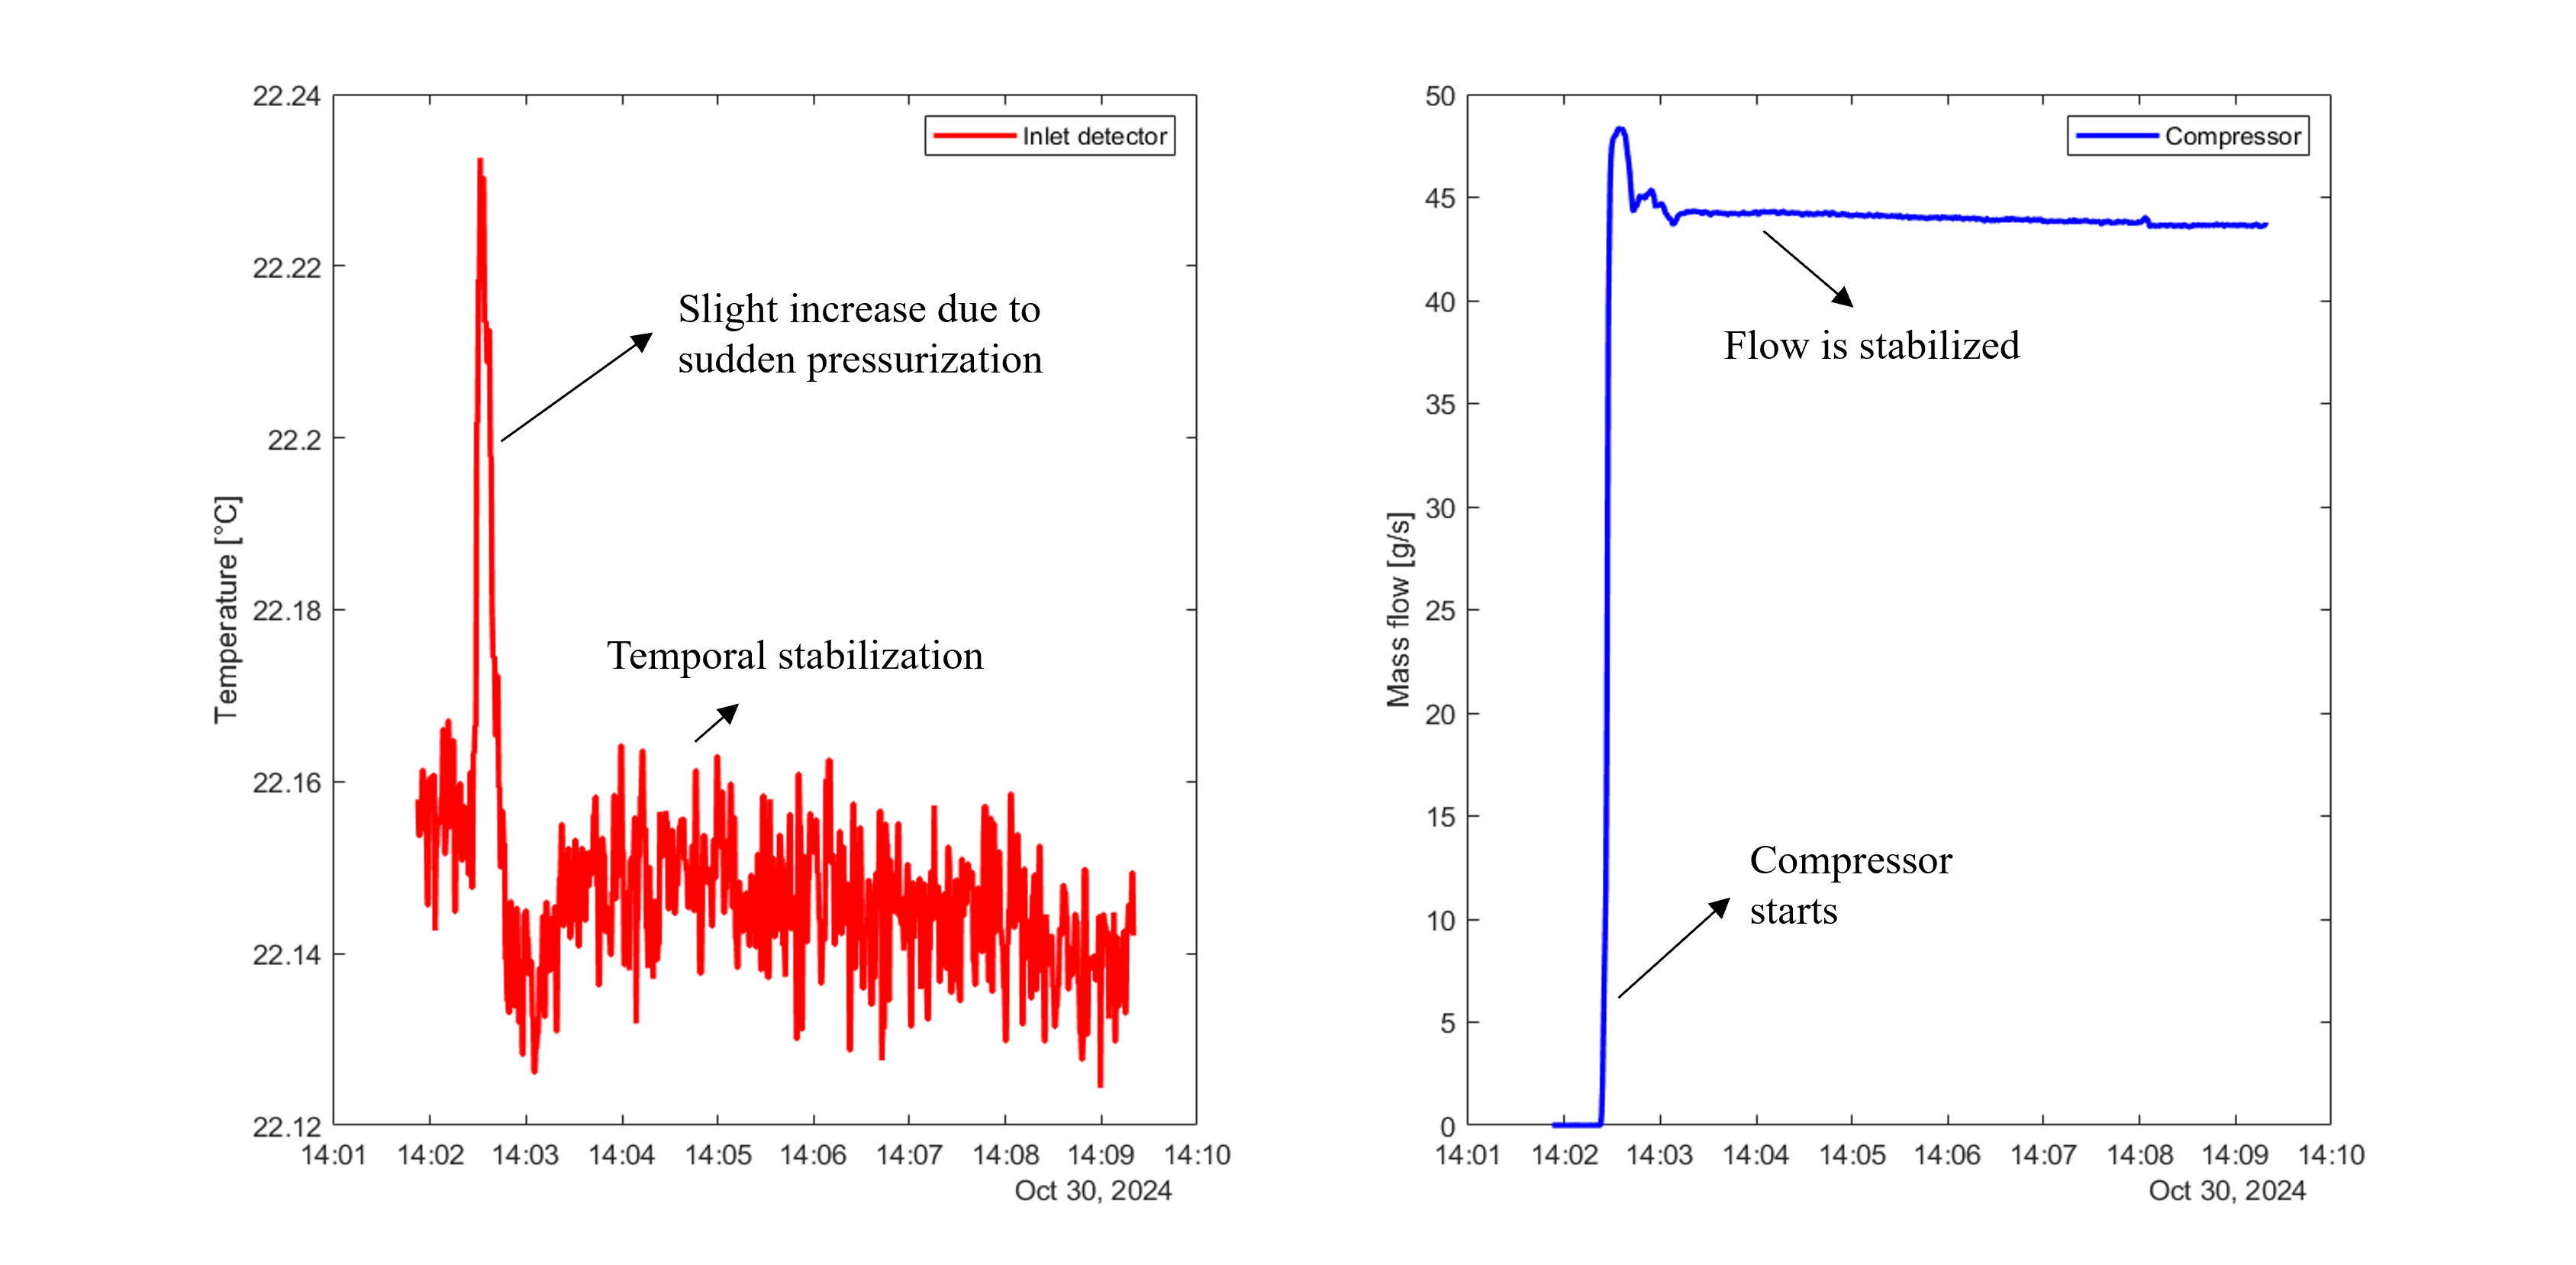 22.24
22.22
22.2
22.18
22.16
22.14
22.12
Temperature [°C]
Inlet detector
Slight increase due to
sudden pressurization
Temporal stabilization
14:01 14:02 14:03 14:04 14:05 14:06 14:07 14:08 14:09 14:10
Oct 30, 2024
50
45
40
35
30
25
20
15
10
5
0
Mass flow [g/s]
Compressor
Flow is stabilized
Compressor
starts
14:01 14:02 14:03 14:04 14:05 14:06 14:07 14:08 14:09 14:10
Oct 30, 2024